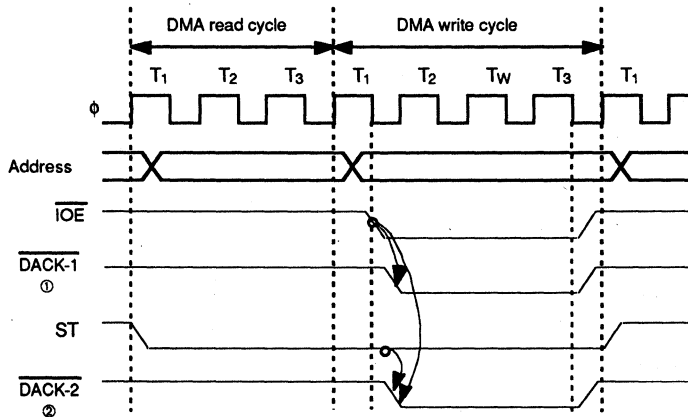 DMA read cycle DMA write cycle
T1 T2 T3 T1 T2 TW T3 T1
ϕ
Address
IOE
DACK-1
①
ST
DACK-2
②